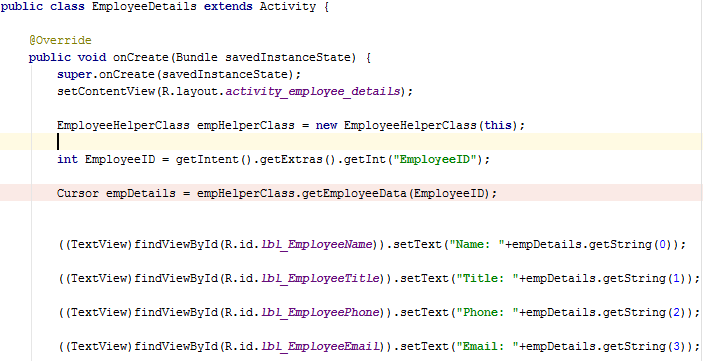 public class EmployeeDetails extends Activity {
@Override
public void onCreate(Bundle savedInstanceState) {
super.onCreate(savedInstanceState);
setContentView(R.layout.activity_employee_details);
EmployeeHelperClass empHelperClass = new EmployeeHelperClass(this);
int EmployeeID = getIntent().getExtras().getInt("EmployeeID");
Cursor empDetails = empHelperClass.getEmployeeData(EmployeeID);
((TextView)findViewById(R.id.lbl_EmployeeName)).setText("Name: "+empDetails.getString(0));
((TextView)findViewById(R.id.lbl_EmployeeTitle)).setText("Title: "+empDetails.getString(1));
((TextView)findViewById(R.id.lbl_EmployeePhone)).setText("Phone: "+empDetails.getString(2));
((TextView)findViewById(R.id.lbl_EmployeeEmail)).setText("Email: "+empDetails.getString(3));